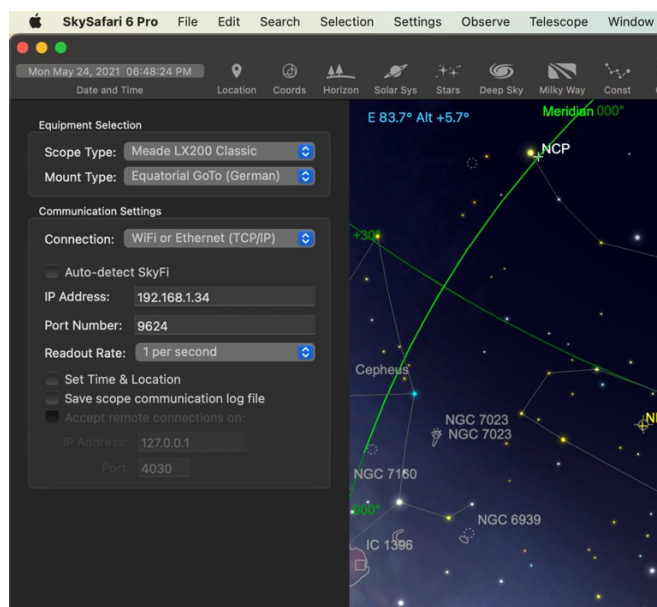 SkySafari 6 Pro File Edit Search Selection Settings Observe Telescope Window
Mon May 24, 2021 06:48:24 PM
Date and Time Location Coords Horizon Solar Sys Stars Deep Sky Milky Way Const
Equipment Selection
Scope Type: Meade LX200 Classic
Mount Type: Equatorial GoTo (German)
Communication Settings
Connection: WiFi or Ethernet (TCP/IP)
Auto-detect SkyFi
IP Address: 192.168.1.34
Port Number: 9624
Readout Rate: 1 per second
Set Time & Location
Save scope communication log file
Accept remote connections on:
IP Address: 127.0.0.1
Port: 4030
E 83.7° Alt +5.7°
Meridian 000°
NCP
+30°
Cepheus
NGC 7023
NGC 7023
NGC 7160
000°
NGC 6939
IC 1396